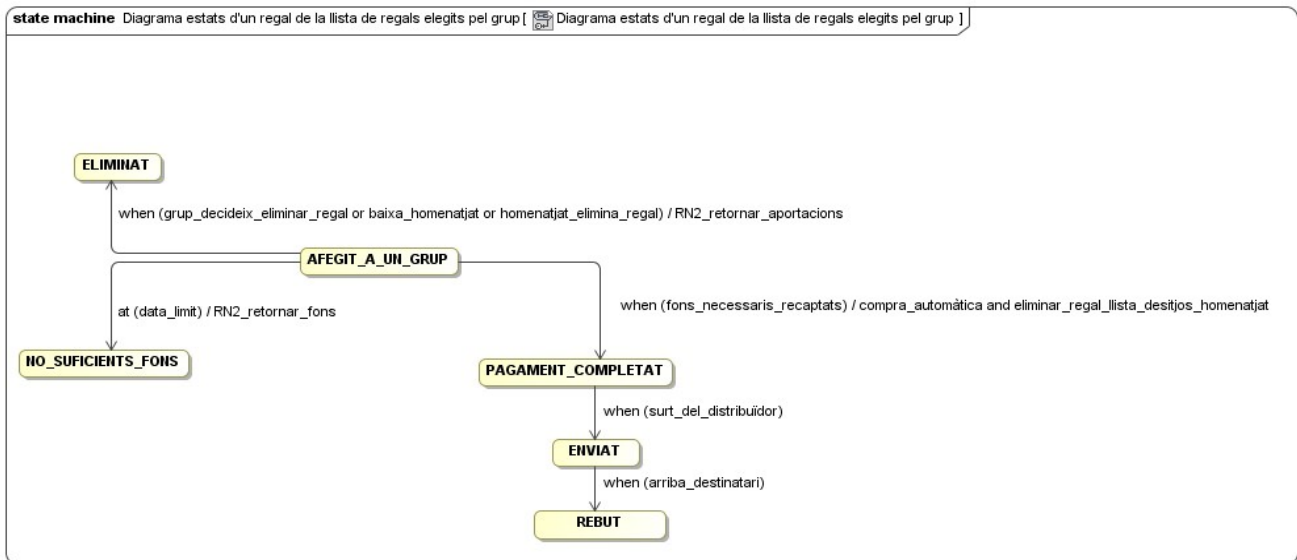 state machine Diagrama estats d'un regal de la llista de regals elegits pel grup [ Diagrama estats d'un regal de la llista de regals elegits pel grup ]
ELIMINAT
when (grup_decideix_eliminar_regal or baixa_homenatjat or homenatjat_elimina_regal) / RN2_retornar_aportacions
AFEGIT_A_UN_GRUP
at (data_limit) / RN2_retornar_fons
when (fons_necessaris_recaptats) / compra_automàtica and eliminar_regal_llista_desitjos_homenatjat
NO_SUFICIENTS_FONS
PAGAMENT_COMPLETAT
when (surt_del_distribuïdor)
ENVIAT
when (arriba_destinatari)
REBUT